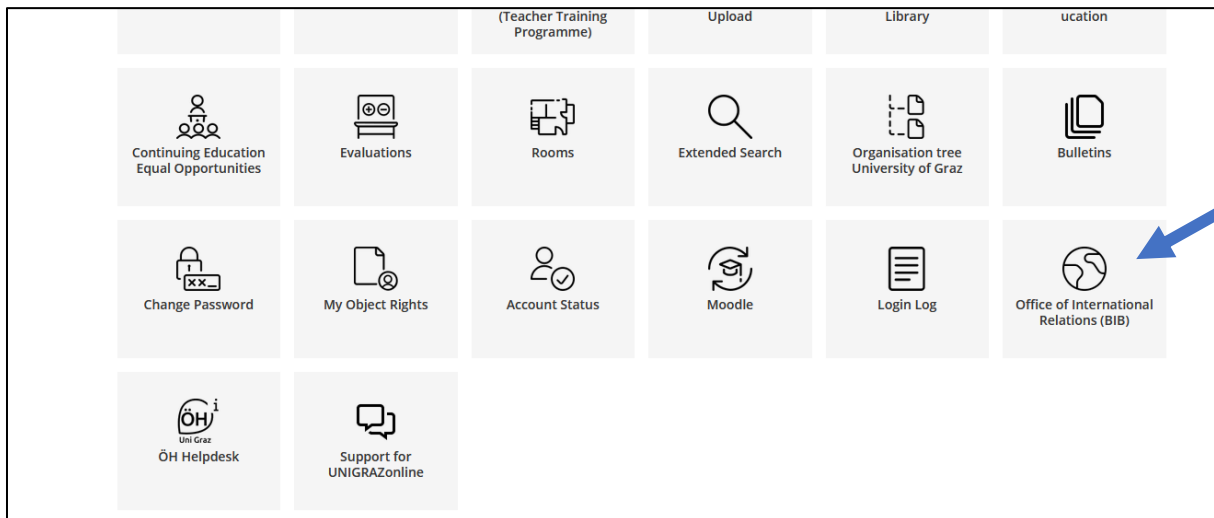 (Teacher Training
Programme)
Upload
Library
ucation
Continuing Education
Equal Opportunities
Evaluations
Rooms
Extended Search
Organisation tree
University of Graz
Bulletins
xx_
Change Password
My Object Rights
Account Status
Moodle
Login Log
Office of International
Relations (BIB)
ÖH i
Uni Graz
ÖH Helpdesk
Support for
UNIGRAZonline